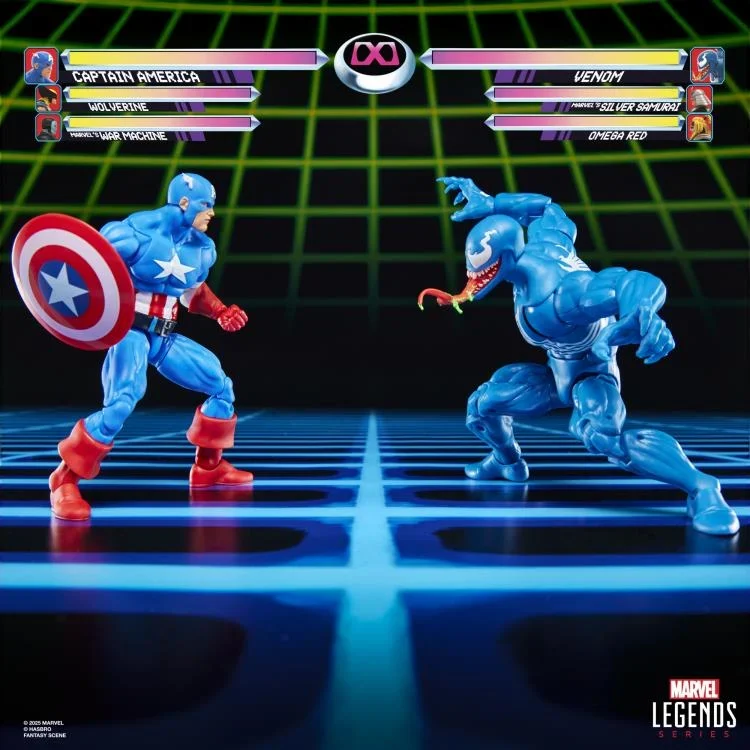 CAPTAIN AMERICA
VENOM
WOLVERINE
MARVEL'S SILVER SAMURAI
MARVEL'S WAR MACHINE
OMEGA RED
© 2025 MARVEL
© HASBRO
FANTASY SCENE
MARVEL
LEGENDS
SERIES